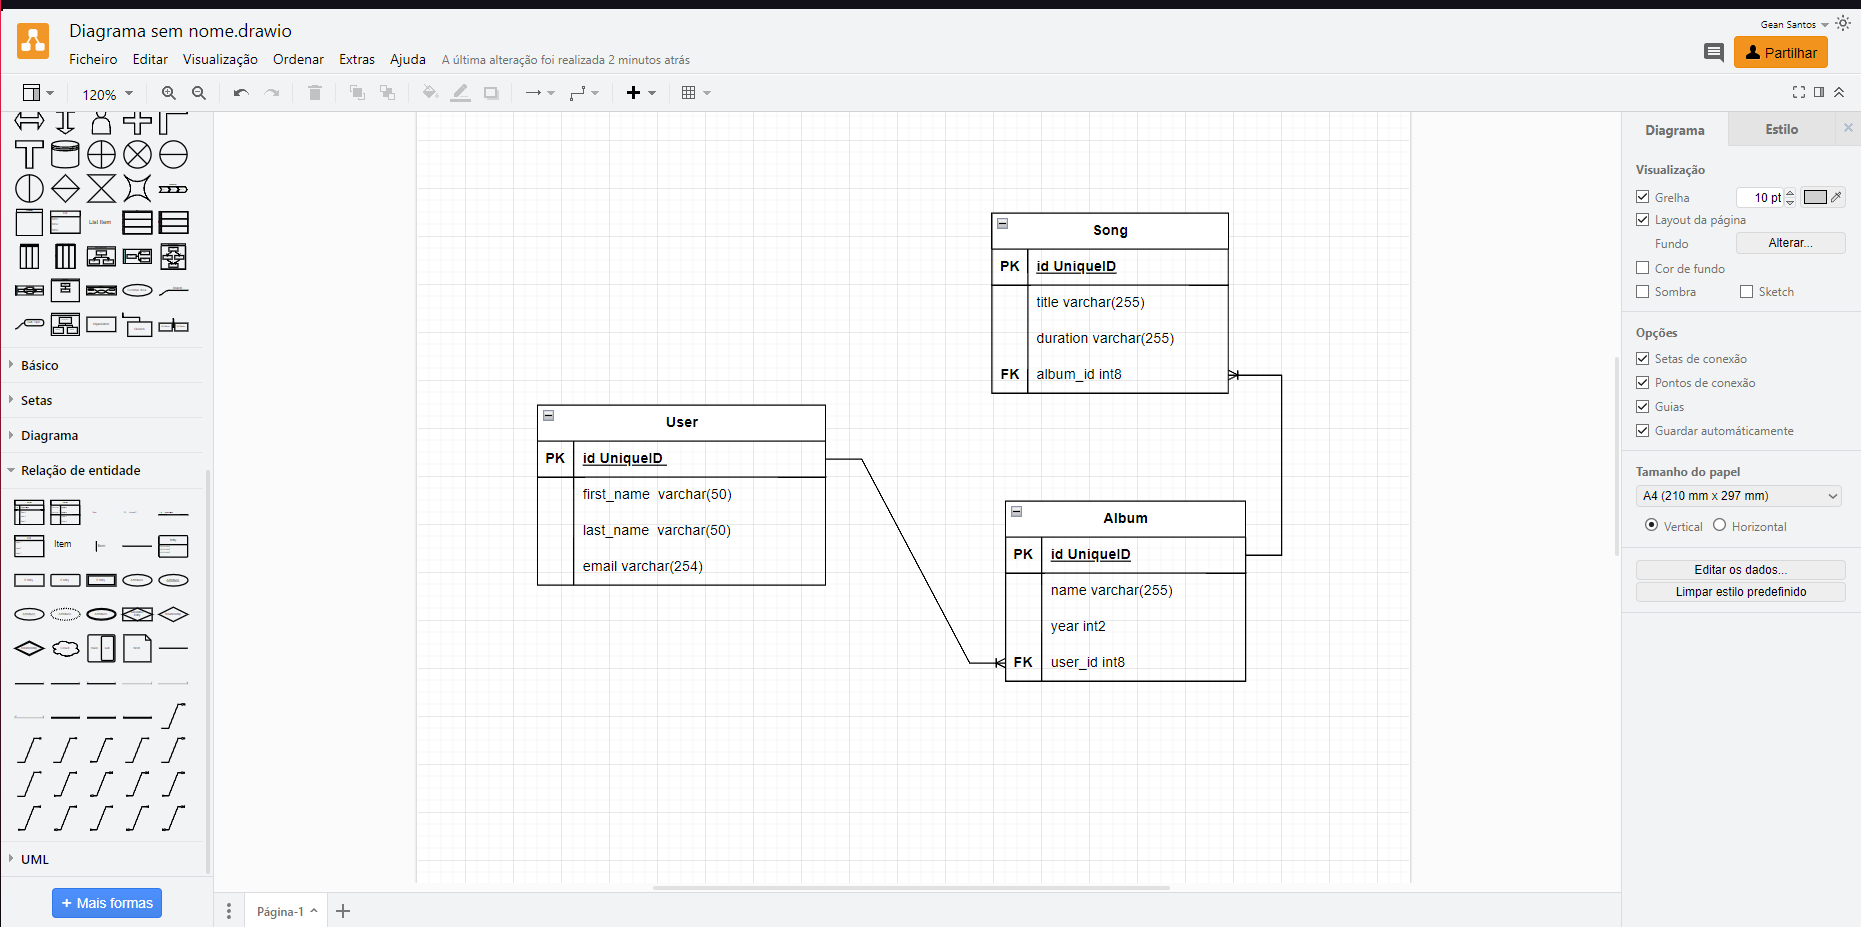 Diagrama sem nome.drawio
Gean Santos
Ficheiro Editar Visualização Ordenar Extras Ajuda A última alteração foi realizada 2 minutos atrás
Partilhar
120%
List Item
Básico
Setas
Diagrama
Relação de entidade
Item
UML
+ Mais formas
Song
PK id UniqueID
title varchar(255)
duration varchar(255)
FK album_id int8
User
PK id UniqueID
first_name varchar(50)
last_name varchar(50)
email varchar(254)
Album
PK id UniqueID
name varchar(255)
year int2
FK user_id int8
Página-1
Diagrama Estilo
Visualização
Grelha 10 pt
Layout da página
Fundo Alterar...
Cor de fundo
Sombra Sketch
Opções
Setas de conexão
Pontos de conexão
Guias
Guardar automáticamente
Tamanho do papel
A4 (210 mm x 297 mm)
Vertical Horizontal
Editar os dados...
Limpar estilo predefinido